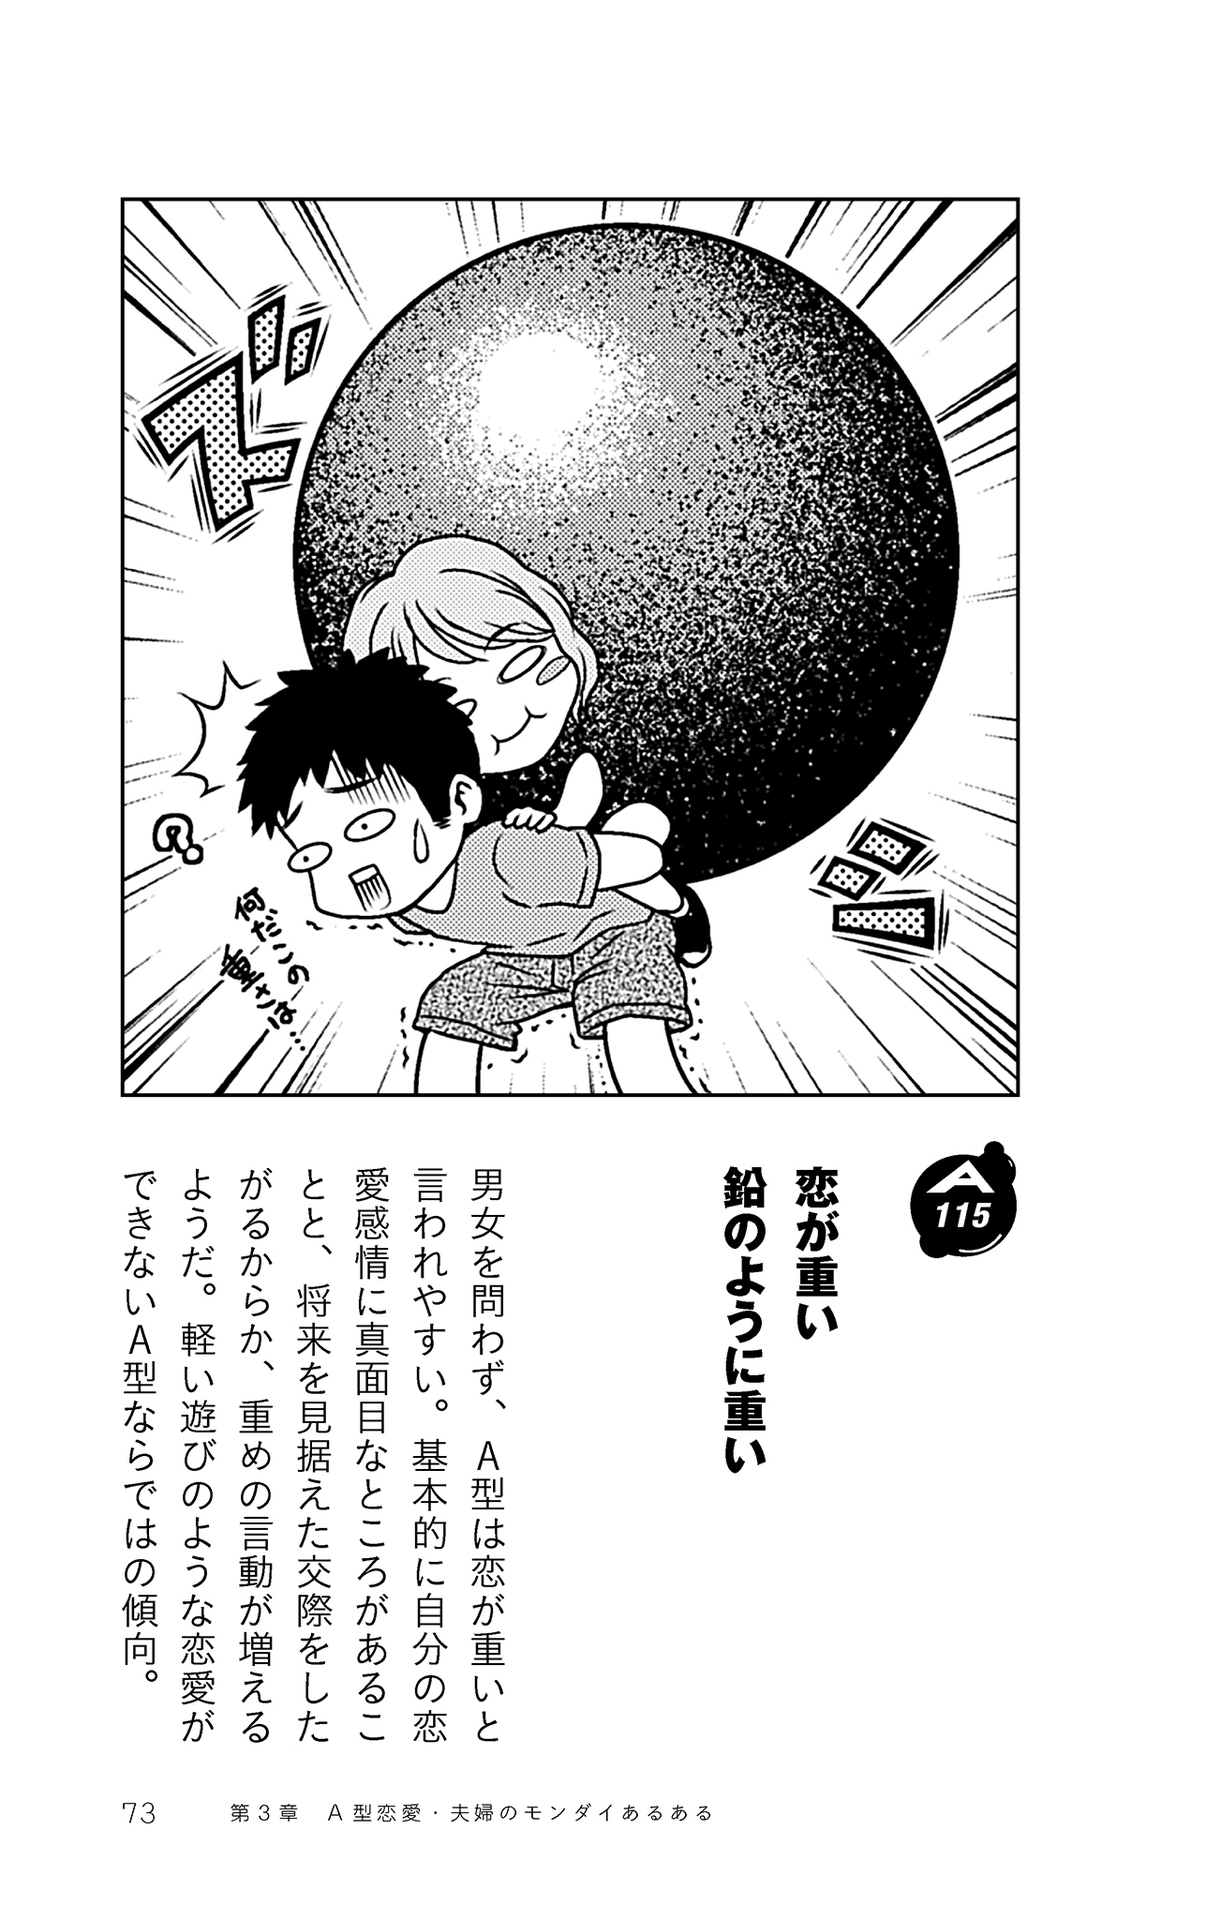 ズ
シッ
?!
何だこの
重さは…
A
115
恋が重い
鉛のように重い
男女を問わず、A型は恋が重いと
言われやすい。基本的に自分の恋
愛感情に真面目なところがあるこ
とと、将来を見据えた交際をした
がるからか、重めの言動が増える
ようだ。軽い遊びのような恋愛が
できないA型ならではの傾向。
73 第3章 A型恋愛・夫婦のモンダイあるある